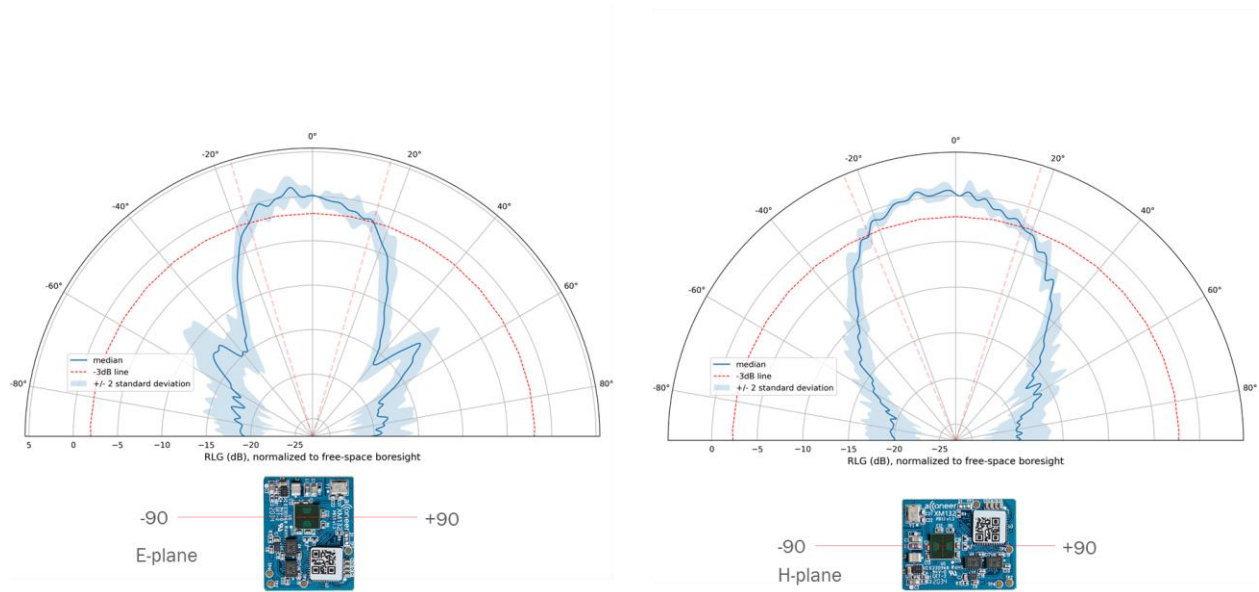 0°
-20°
20°
-40°
40°
-60°
60°
-80°
80°
median
-3dB line
+/- 2 standard deviation
5
0
−5
−10
−15
−20
−25
RLG (dB), normalized to free-space boresight
-90
+90
E-plane
acconeer
XM132
0°
-20°
20°
-40°
40°
-60°
60°
-80°
80°
median
-3dB line
+/- 2 standard deviation
0
−5
−10
−15
−20
−25
RLG (dB), normalized to free-space boresight
acconeer
XM132
-90
+90
H-plane